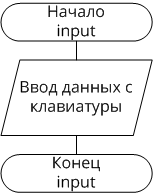 Начало
input
Ввод данных с
клавиатуры
Конец
input